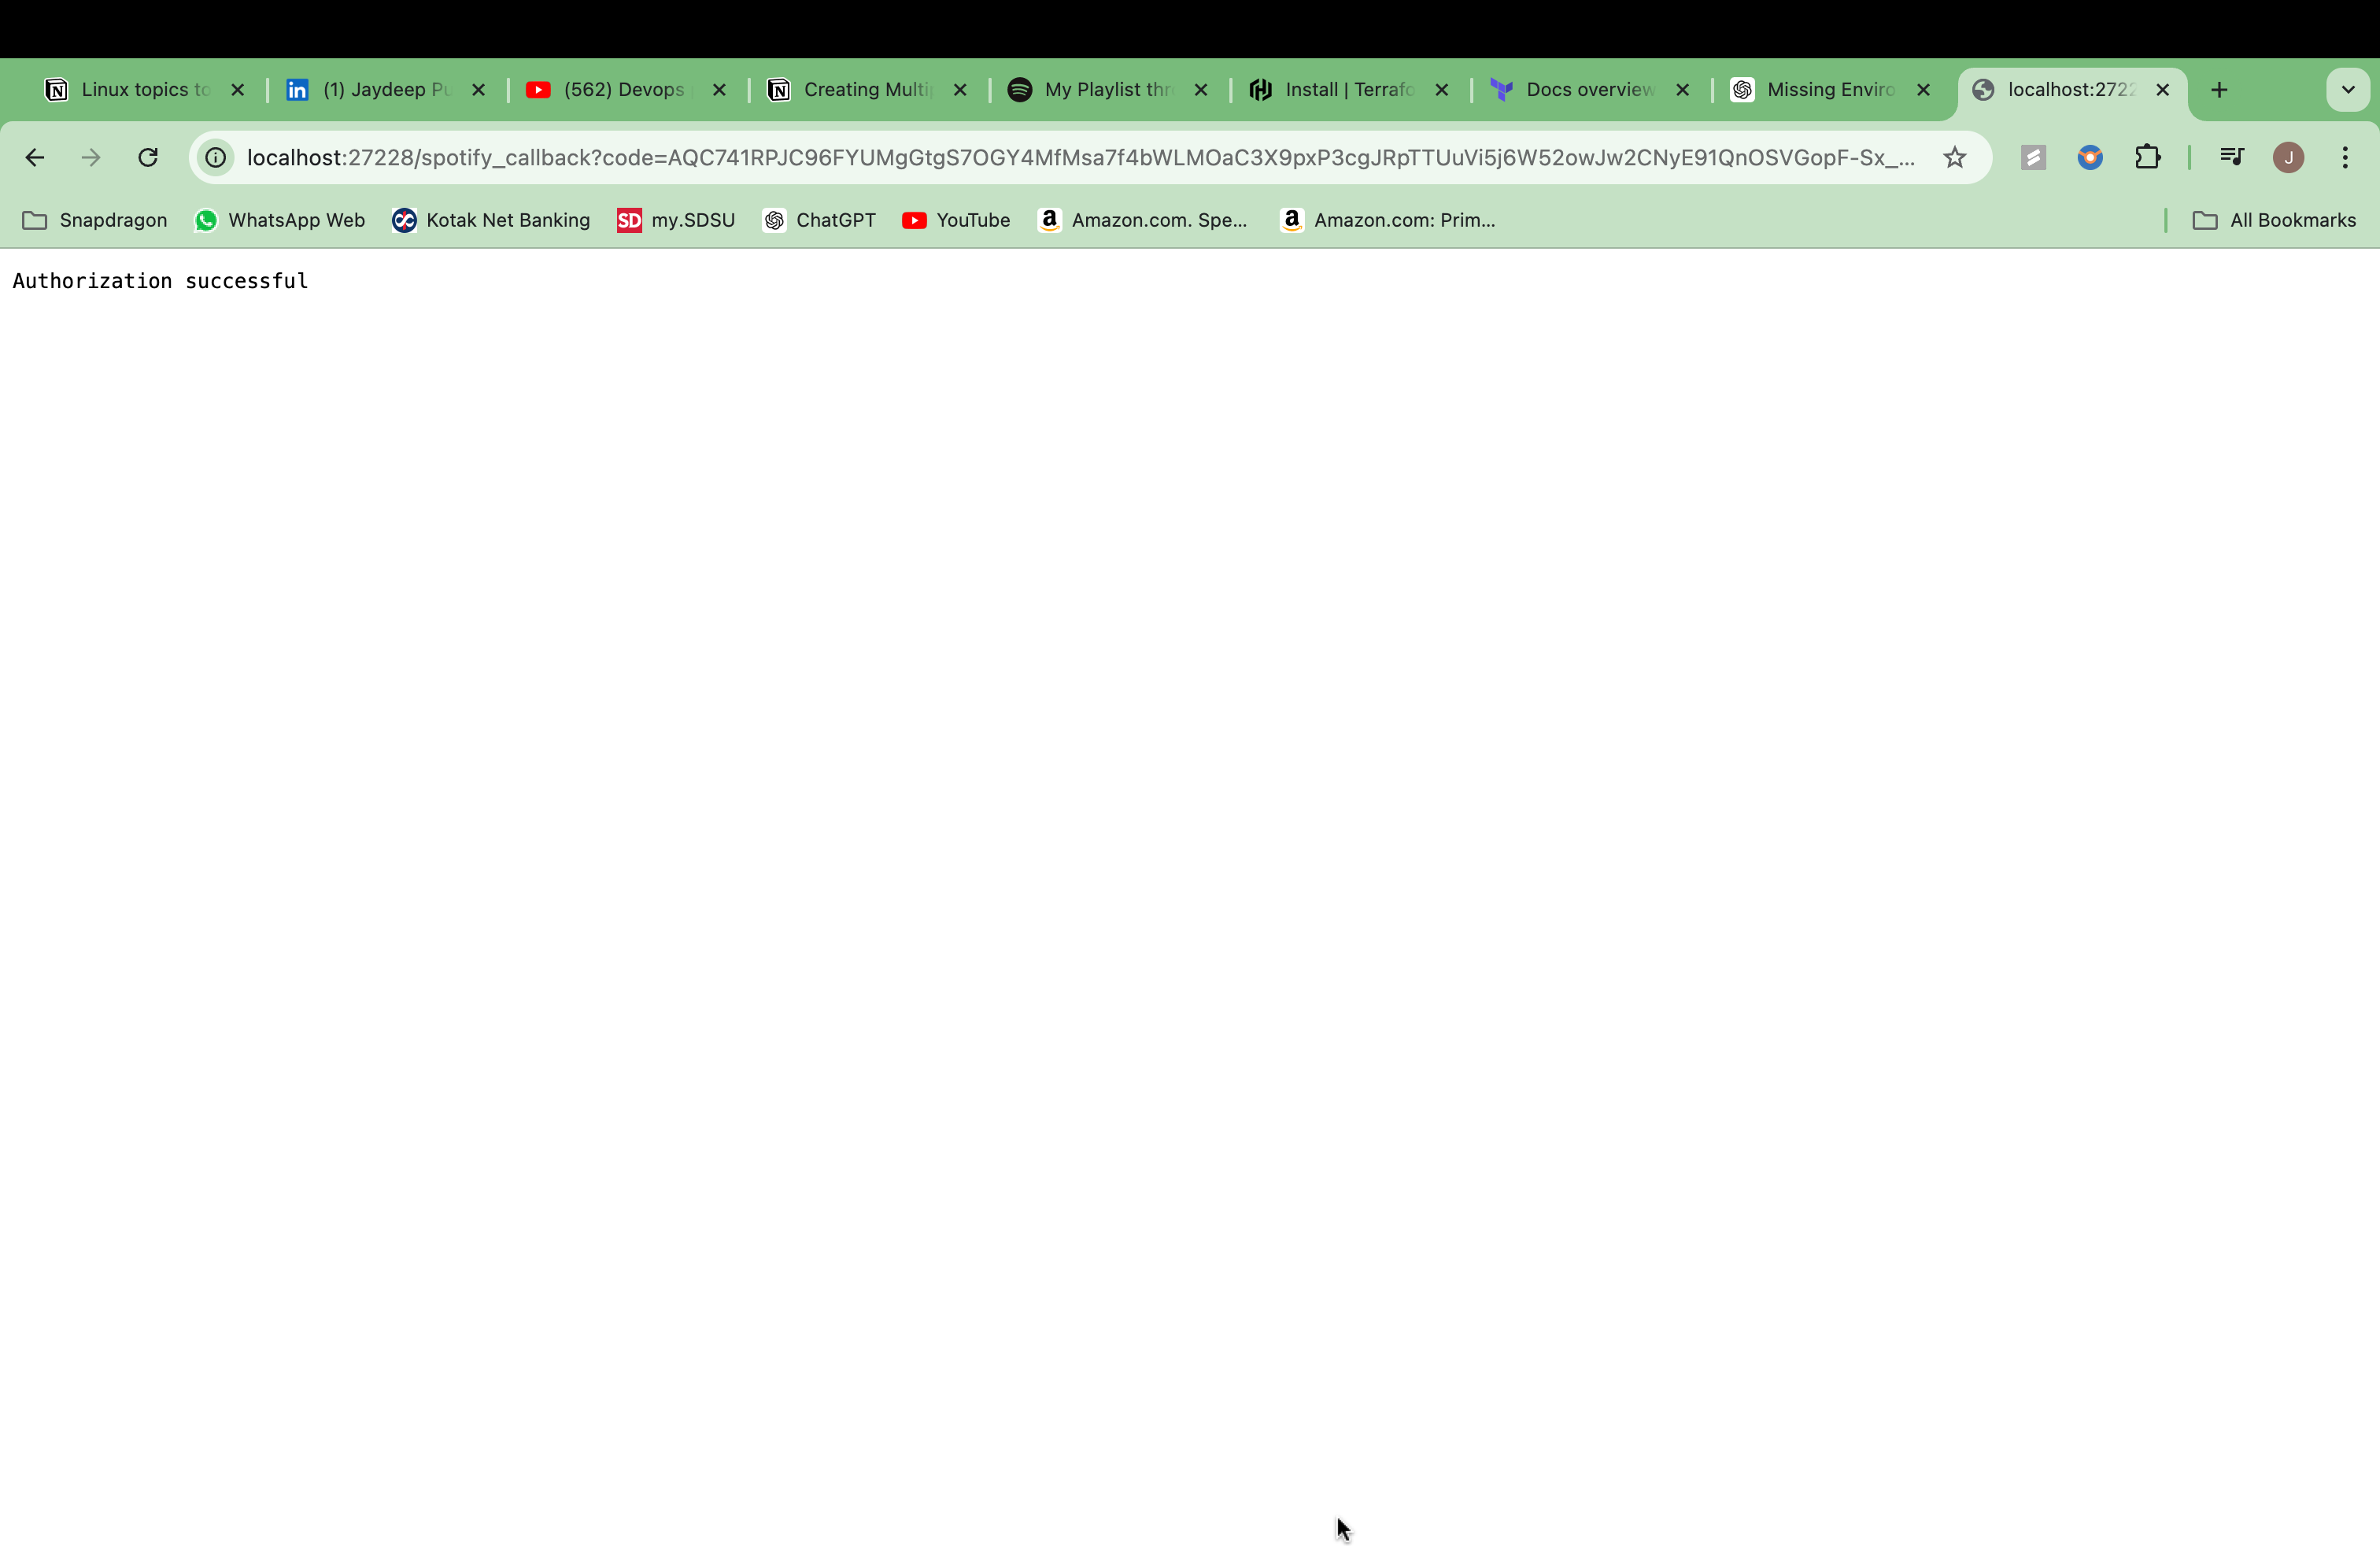 Linux topics to
(1) Jaydeep Pu
(562) Devops
Creating Multip
My Playlist thr
Install | Terrafo
Docs overview
Missing Enviro
localhost:2722
localhost:27228/spotify_callback?code=AQC741RPJC96FYUMgGtgS7OGY4MfMsa7f4bWLMOaC3X9pxP3cgJRpTTUuVi5j6W52owJw2CNyE91QnOSVGopF-Sx_...
J
Snapdragon
WhatsApp Web
Kotak Net Banking
SD my.SDSU
ChatGPT
YouTube
Amazon.com. Spe...
Amazon.com: Prim...
All Bookmarks
Authorization successful